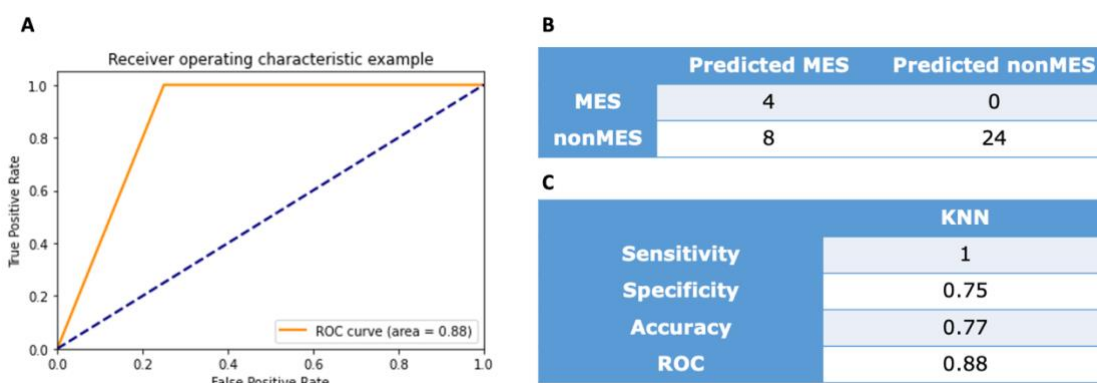 A
Receiver operating characteristic example
1.0
0.8
0.6
0.4
0.2
0.0
True Positive Rate
ROC curve (area = 0.88)
0.0 0.2 0.4 0.6 0.8 1.0
False Positive Rate
B
Predicted MES Predicted nonMES
MES 4 0
nonMES 8 24
C
KNN
Sensitivity 1
Specificity 0.75
Accuracy 0.77
ROC 0.88